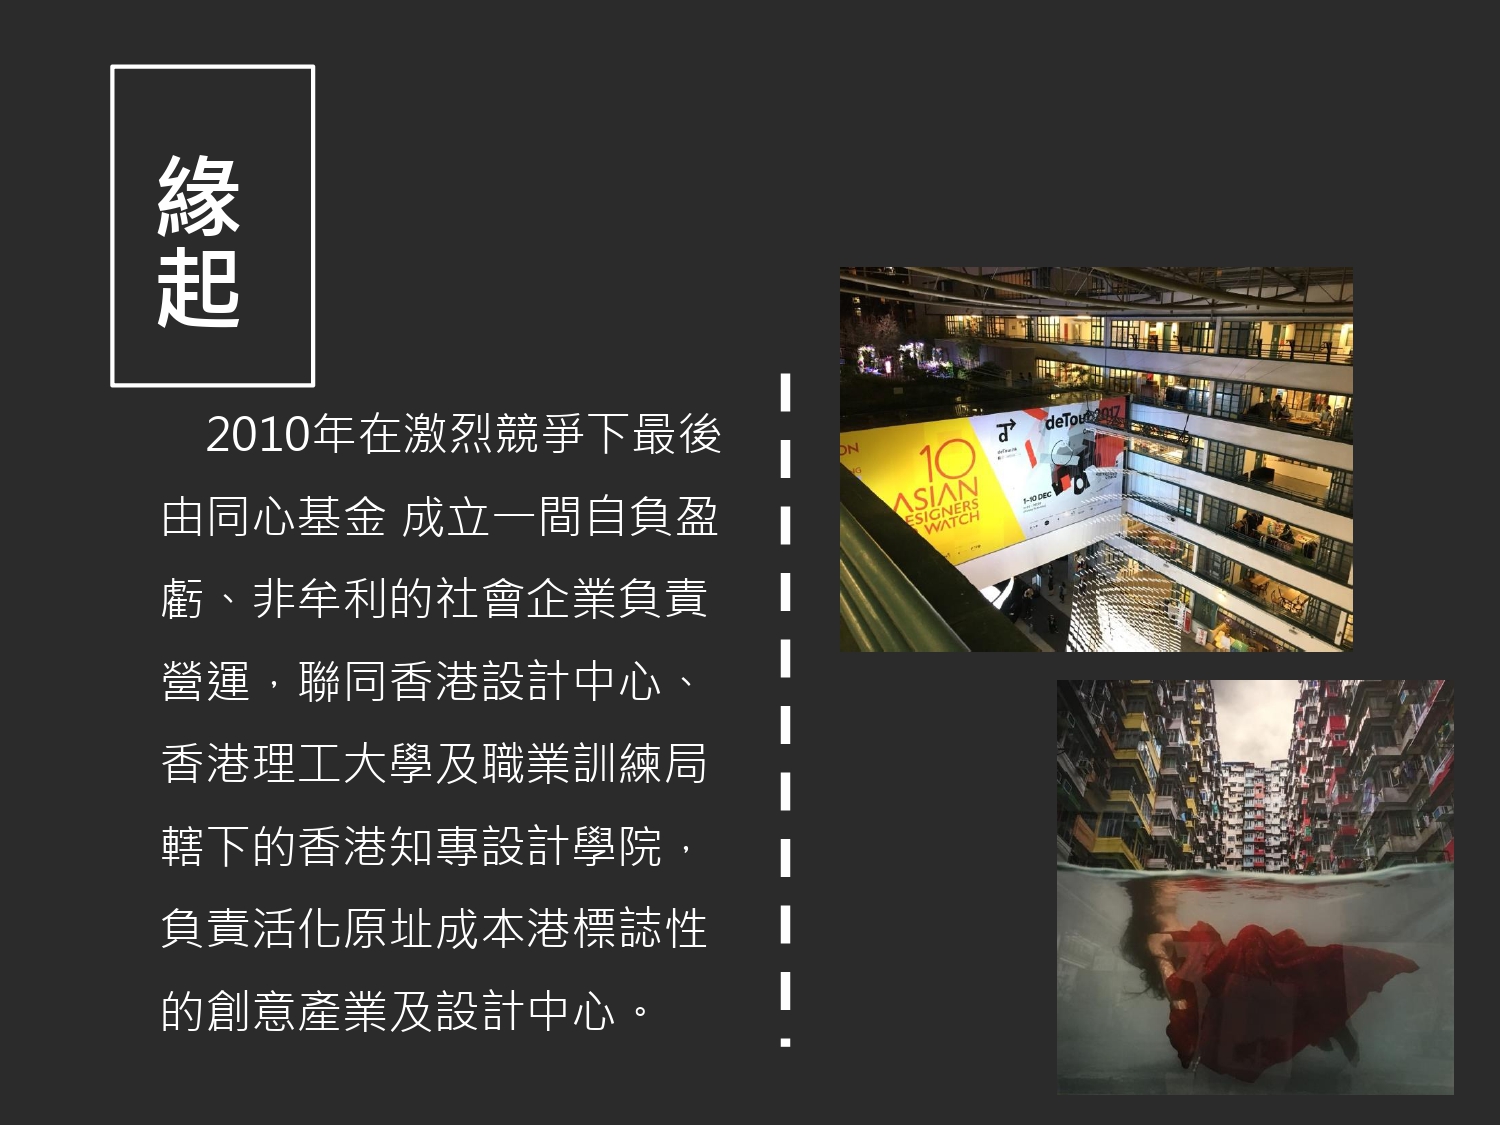 緣
起
2010年在激烈競爭下最後
由同心基金 成立一間自負盈
虧、非牟利的社會企業負責
營運，聯同香港設計中心、
香港理工大學及職業訓練局
轄下的香港知專設計學院，
負責活化原址成本港標誌性
的創意產業及設計中心。
deTour2017
10
ASIAN
DESIGNERS
WATCH
1-10 DEC